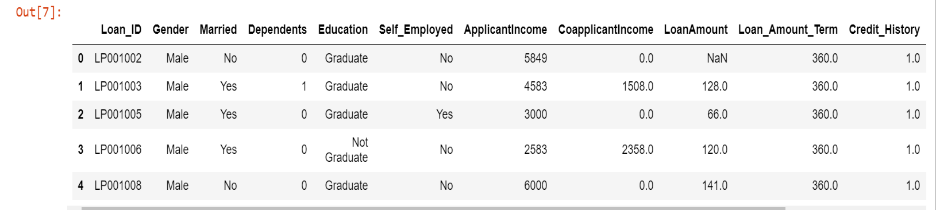 Out[7]:
Loan_ID Gender Married Dependents Education Self_Employed ApplicantIncome CoapplicantIncome LoanAmount Loan_Amount_Term Credit_History
0 LP001002 Male No 0 Graduate No 5849 0.0 NaN 360.0 1.0
1 LP001003 Male Yes 1 Graduate No 4583 1508.0 128.0 360.0 1.0
2 LP001005 Male Yes 0 Graduate Yes 3000 0.0 66.0 360.0 1.0
3 LP001006 Male Yes 0 Not Graduate No 2583 2358.0 120.0 360.0 1.0
4 LP001008 Male No 0 Graduate No 6000 0.0 141.0 360.0 1.0